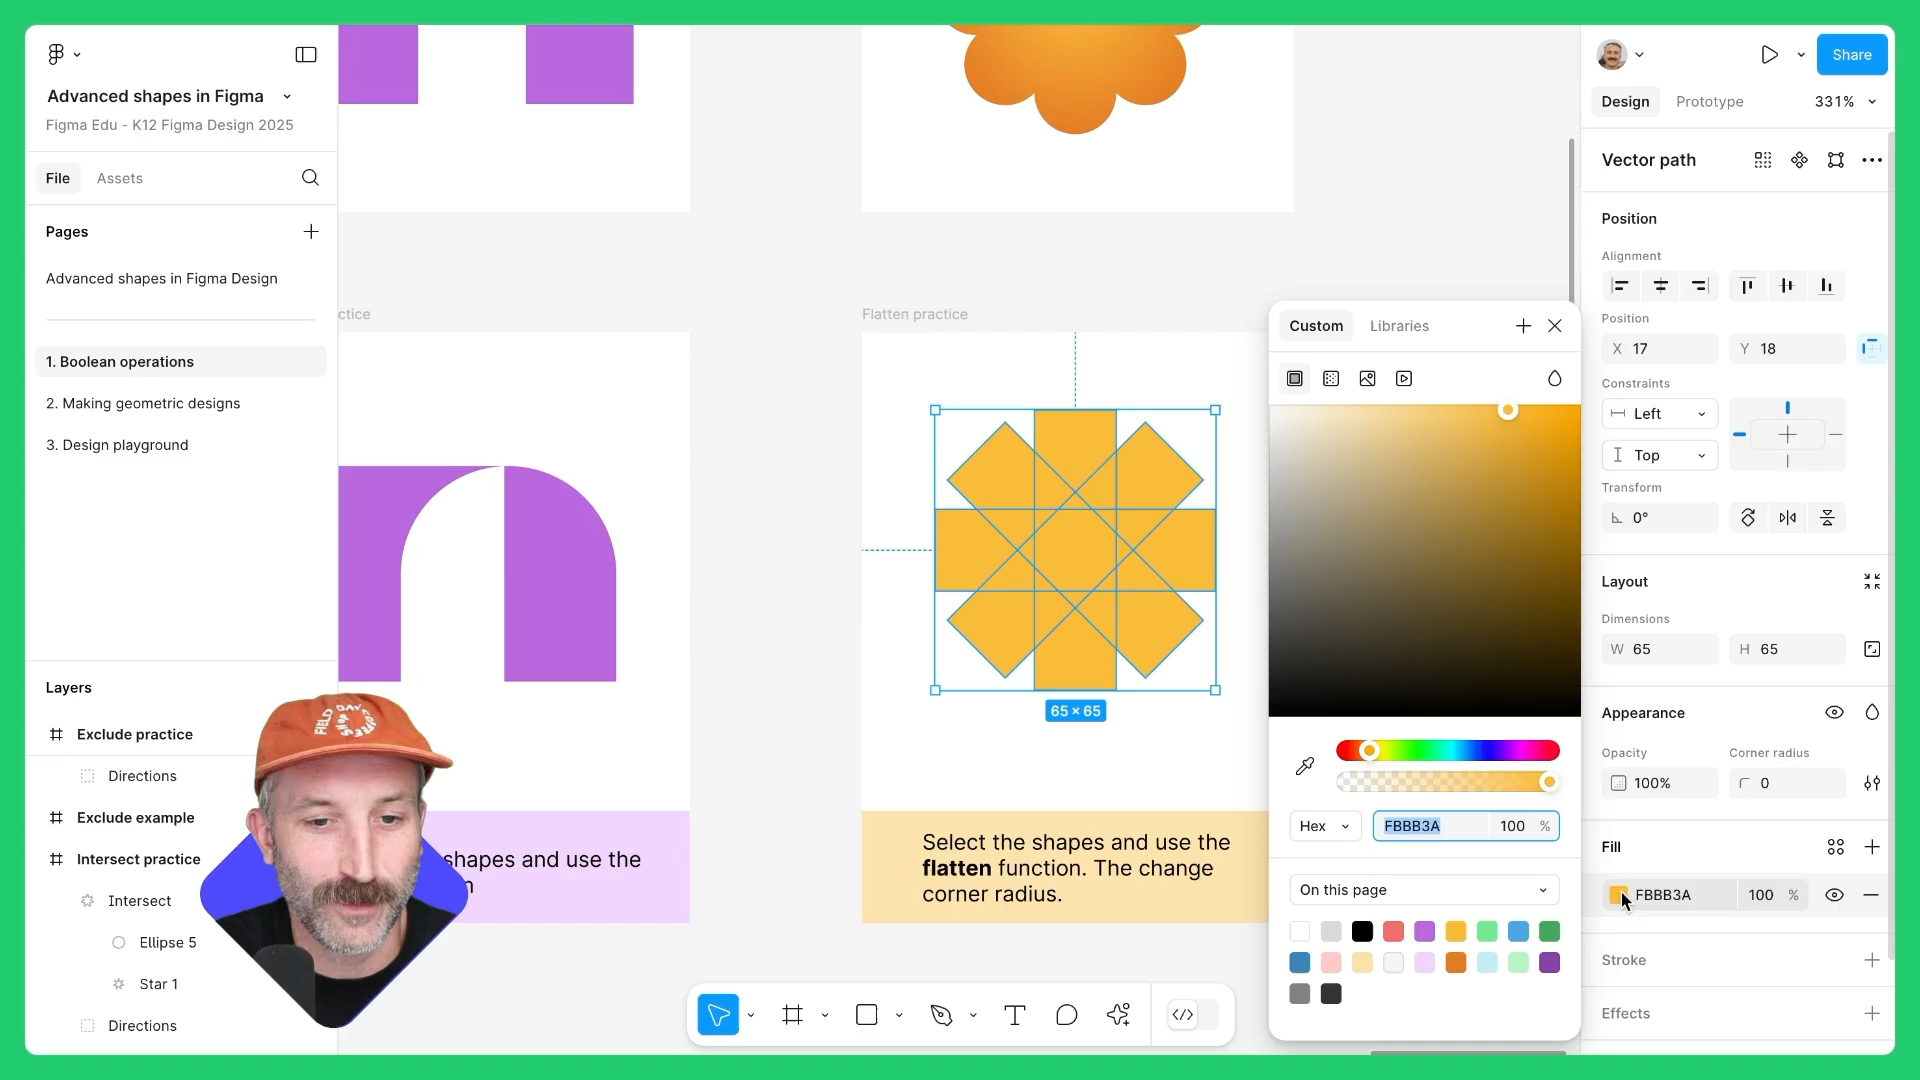 Advanced shapes in Figma
Figma Edu - K12 Figma Design 2025
File
Assets
Pages
Advanced shapes in Figma Design
1. Boolean operations
2. Making geometric designs
3. Design playground
Layers
Exclude practice
Directions
Exclude example
Intersect practice
Intersect
Ellipse 5
Star 1
Directions
FIELD DAY COFFEE
SHOP
ctice
shapes and use the
n
Flatten practice
65 × 65
Select the shapes and use the
flatten function. The change
corner radius.
Custom
Libraries
Hex
FBBB3A
100 %
On this page
Share
Design
Prototype
331%
Vector path
Position
Alignment
Position
X 17
Y 18
Constraints
Left
Top
Transform
0°
Layout
Dimensions
W 65
H 65
Appearance
Opacity
Corner radius
100%
0
Fill
FBBB3A
100 %
Stroke
Effects